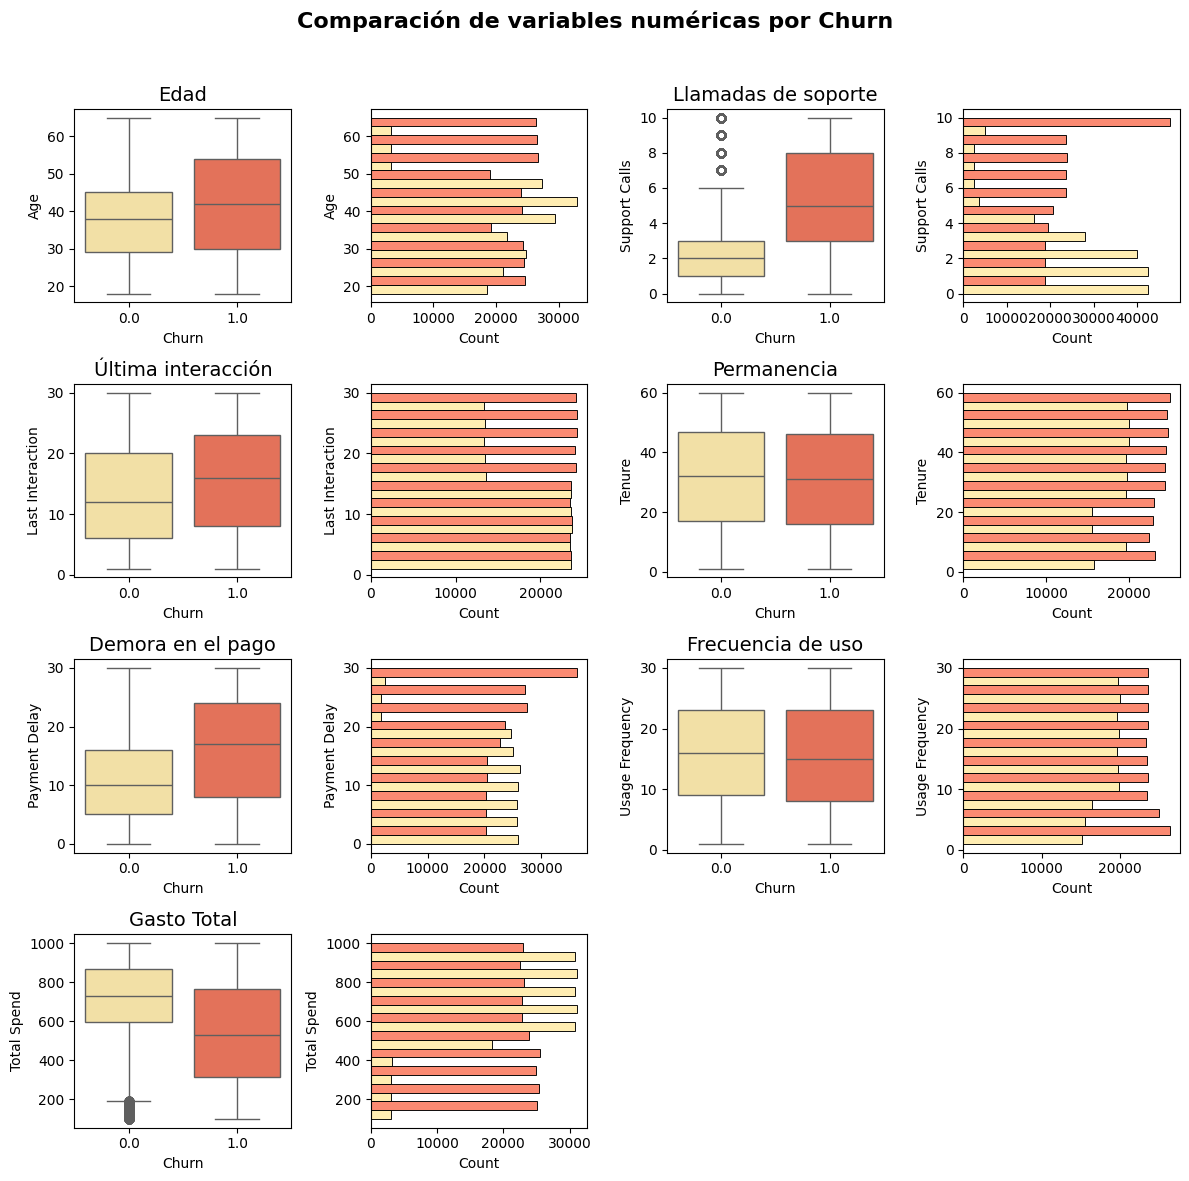 Comparación de variables numéricas por Churn
Edad
Age
60
50
40
30
20
0.0 1.0
Churn
Age
60
50
40
30
20
0 10000 20000 30000
Count
Llamadas de soporte
Support Calls
10
8
6
4
2
0
0.0 1.0
Churn
Support Calls
10
8
6
4
2
0
0 10000 20000 30000 40000
Count
Última interacción
Last Interaction
30
20
10
0
0.0 1.0
Churn
Last Interaction
30
20
10
0
0 10000 20000
Count
Permanencia
Tenure
60
40
20
0
0.0 1.0
Churn
Tenure
60
40
20
0
0 10000 20000
Count
Demora en el pago
Payment Delay
30
20
10
0
0.0 1.0
Churn
Payment Delay
30
20
10
0
0 10000 20000 30000
Count
Frecuencia de uso
Usage Frequency
30
20
10
0
0.0 1.0
Churn
Usage Frequency
30
20
10
0
0 10000 20000
Count
Gasto Total
Total Spend
1000
800
600
400
200
0.0 1.0
Churn
Total Spend
1000
800
600
400
200
0 10000 20000 30000
Count